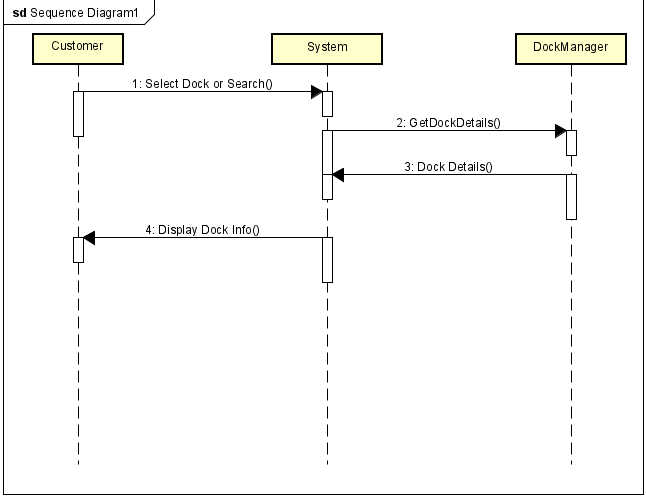 sd Sequence Diagram1
Customer
System
DockManager
1: Select Dock or Search()
2: GetDockDetails()
3: Dock Details()
4: Display Dock Info()